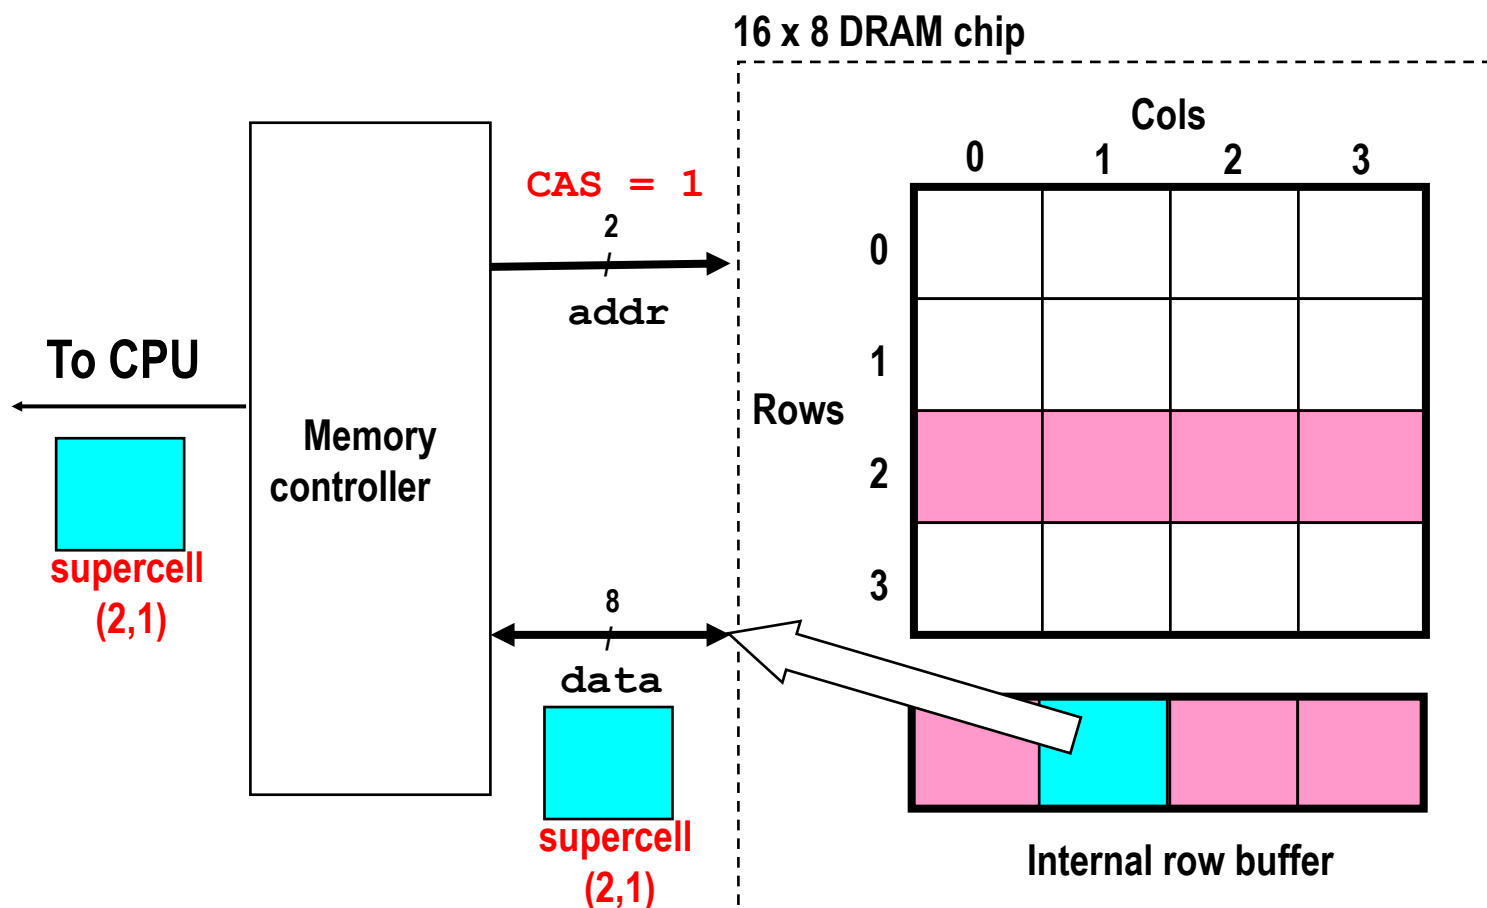 16 x 8 DRAM chip
Cols
0 1 2 3
CAS = 1
2
addr
0
To CPU
1
Rows
Memory
controller
2
supercell
(2,1)
3
8
data
supercell
(2,1)
Internal row buffer